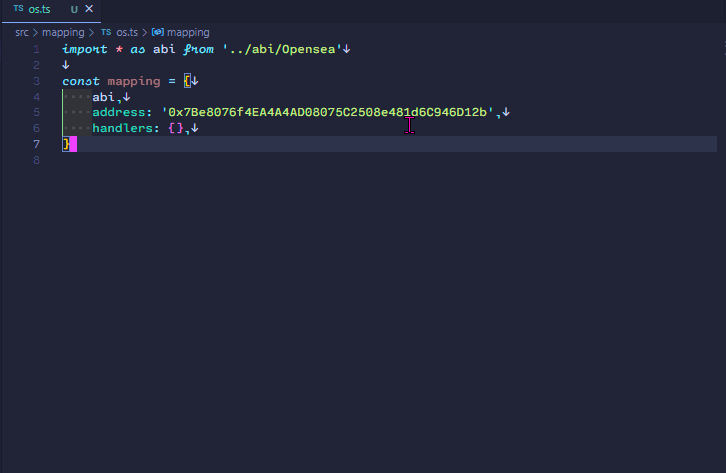 TS os.ts U ×
src > mapping > TS os.ts > mapping
1 import * as abi from '../abi/Opensea'↓
2 ↓
3 const mapping = {↓
4 ····abi,↓
5 ····address: '0x7Be8076f4EA4A4AD08075C2508e481d6C946D12b',↓
6 ····handlers: {},↓
7 }
8